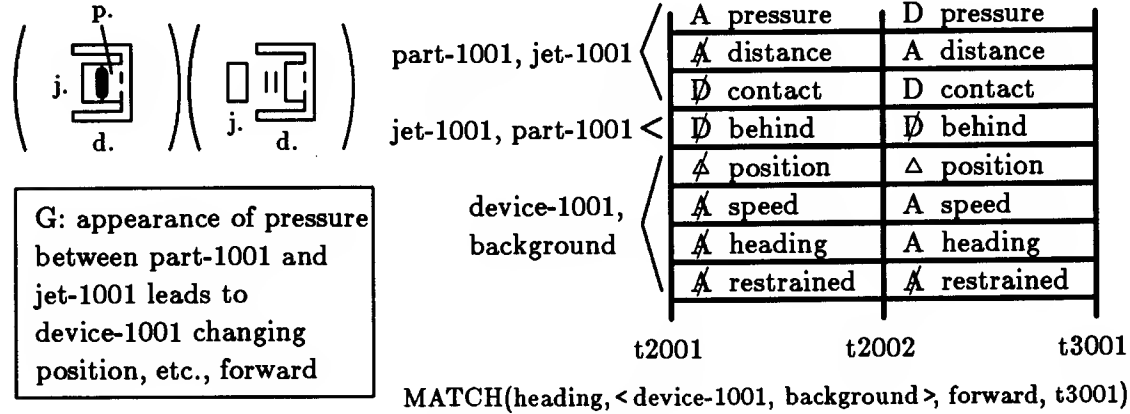 p.
j.
d.
j.
d.
G: appearance of pressure
between part-1001 and
jet-1001 leads to
device-1001 changing
position, etc., forward
part-1001, jet-1001
jet-1001, part-1001 <
device-1001,
background
A pressure D pressure
A̸ distance A distance
D̸ contact D contact
D̸ behind D̸ behind
△̸ position △ position
A̸ speed A speed
A̸ heading A heading
A̸ restrained A̸ restrained
t2001 t2002 t3001
MATCH(heading, < device-1001, background >, forward, t3001)